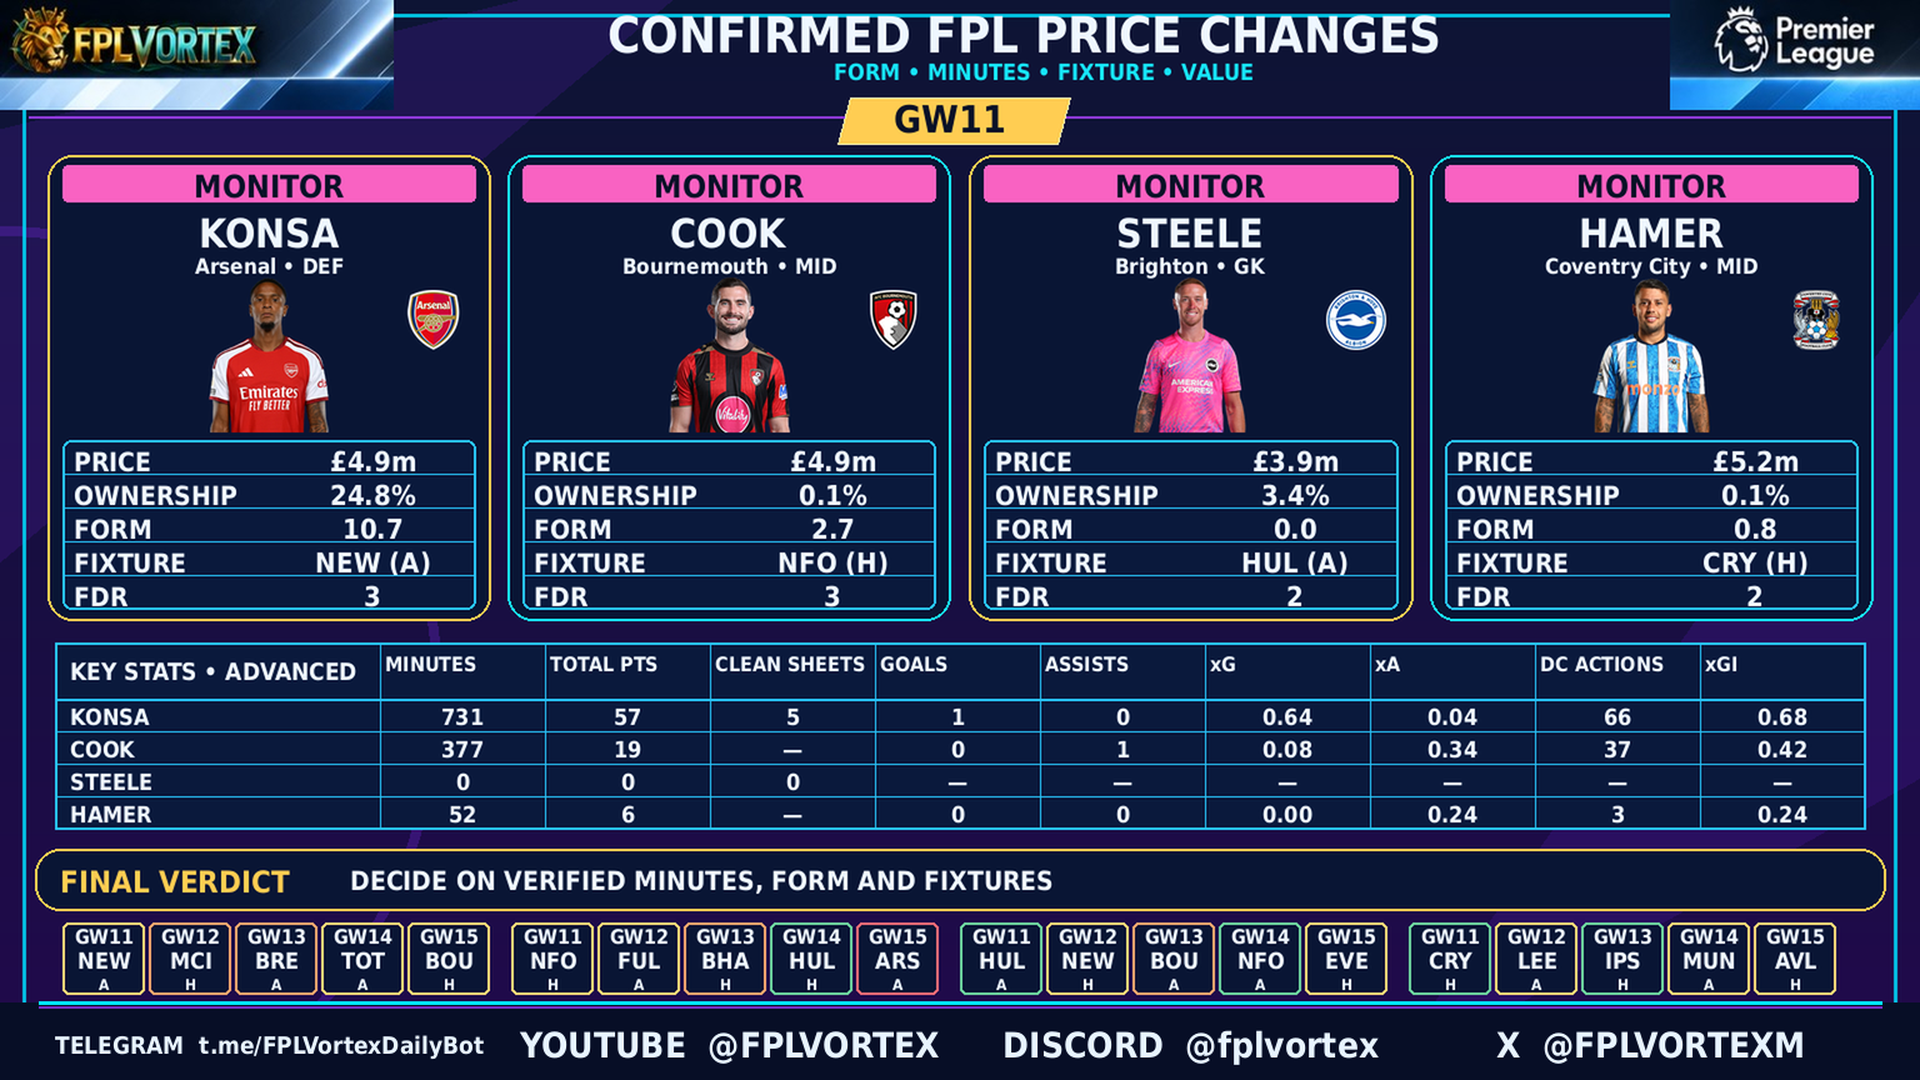 FPLVORTEX
CONFIRMED FPL PRICE CHANGES
FORM • MINUTES • FIXTURE • VALUE
Premier
League
GW11
MONITOR
KONSA
Arsenal • DEF
Arsenal
Emirates
FLY BETTER
PRICE £4.9m
OWNERSHIP 24.8%
FORM 10.7
FIXTURE NEW (A)
FDR 3
MONITOR
COOK
Bournemouth • MID
Vitality
PRICE £4.9m
OWNERSHIP 0.1%
FORM 2.7
FIXTURE NFO (H)
FDR 3
MONITOR
STEELE
Brighton • GK
AMERICAN
EXPRESS
PRICE £3.9m
OWNERSHIP 3.4%
FORM 0.0
FIXTURE HUL (A)
FDR 2
MONITOR
HAMER
Coventry City • MID
monzo
PRICE £5.2m
OWNERSHIP 0.1%
FORM 0.8
FIXTURE CRY (H)
FDR 2
KEY STATS • ADVANCED MINUTES TOTAL PTS CLEAN SHEETS GOALS ASSISTS xG xA DC ACTIONS xGI
KONSA 731 57 5 1 0 0.64 0.04 66 0.68
COOK 377 19 — 0 1 0.08 0.34 37 0.42
STEELE 0 0 0 — — — — — —
HAMER 52 6 — 0 0 0.00 0.24 3 0.24
FINAL VERDICT DECIDE ON VERIFIED MINUTES, FORM AND FIXTURES
GW11 GW12 GW13 GW14 GW15 GW11 GW12 GW13 GW14 GW15 GW11 GW12 GW13 GW14 GW15 GW11 GW12 GW13 GW14 GW15
NEW MCI BRE TOT BOU NFO FUL BHA HUL ARS HUL NEW BOU NFO EVE CRY LEE IPS MUN AVL
A H A A H H A H H A A H A A H H A H A H
TELEGRAM t.me/FPLVortexDailyBot YOUTUBE @FPLVORTEX DISCORD @fplvortex X @FPLVORTEXM